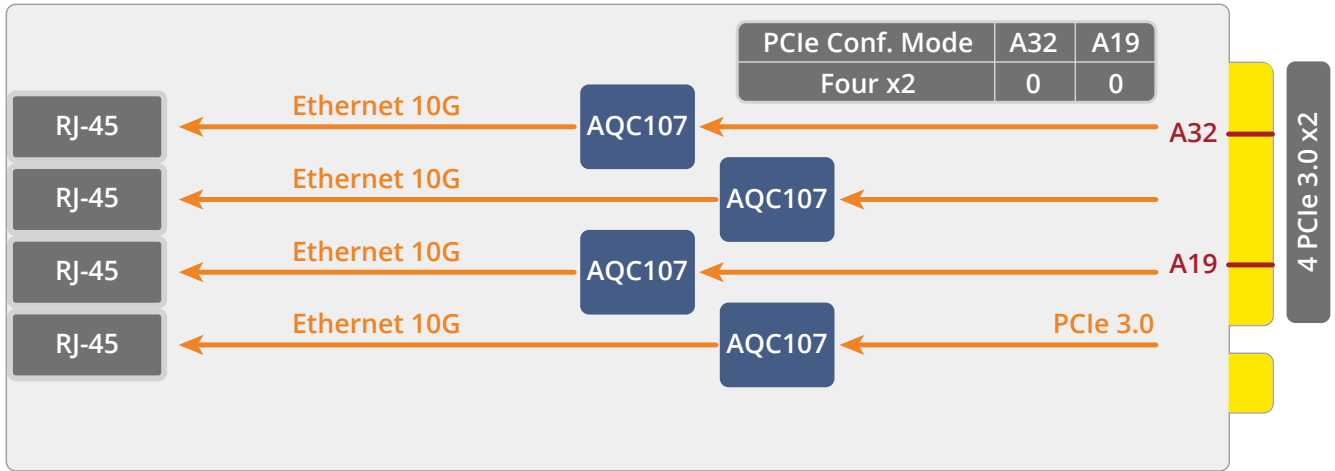 PCIe Conf. Mode A32 A19
Four x2 0 0
RJ-45 Ethernet 10G AQC107 A32
RJ-45 Ethernet 10G AQC107
RJ-45 Ethernet 10G AQC107 A19
RJ-45 Ethernet 10G AQC107 PCIe 3.0
4 PCIe 3.0 x2